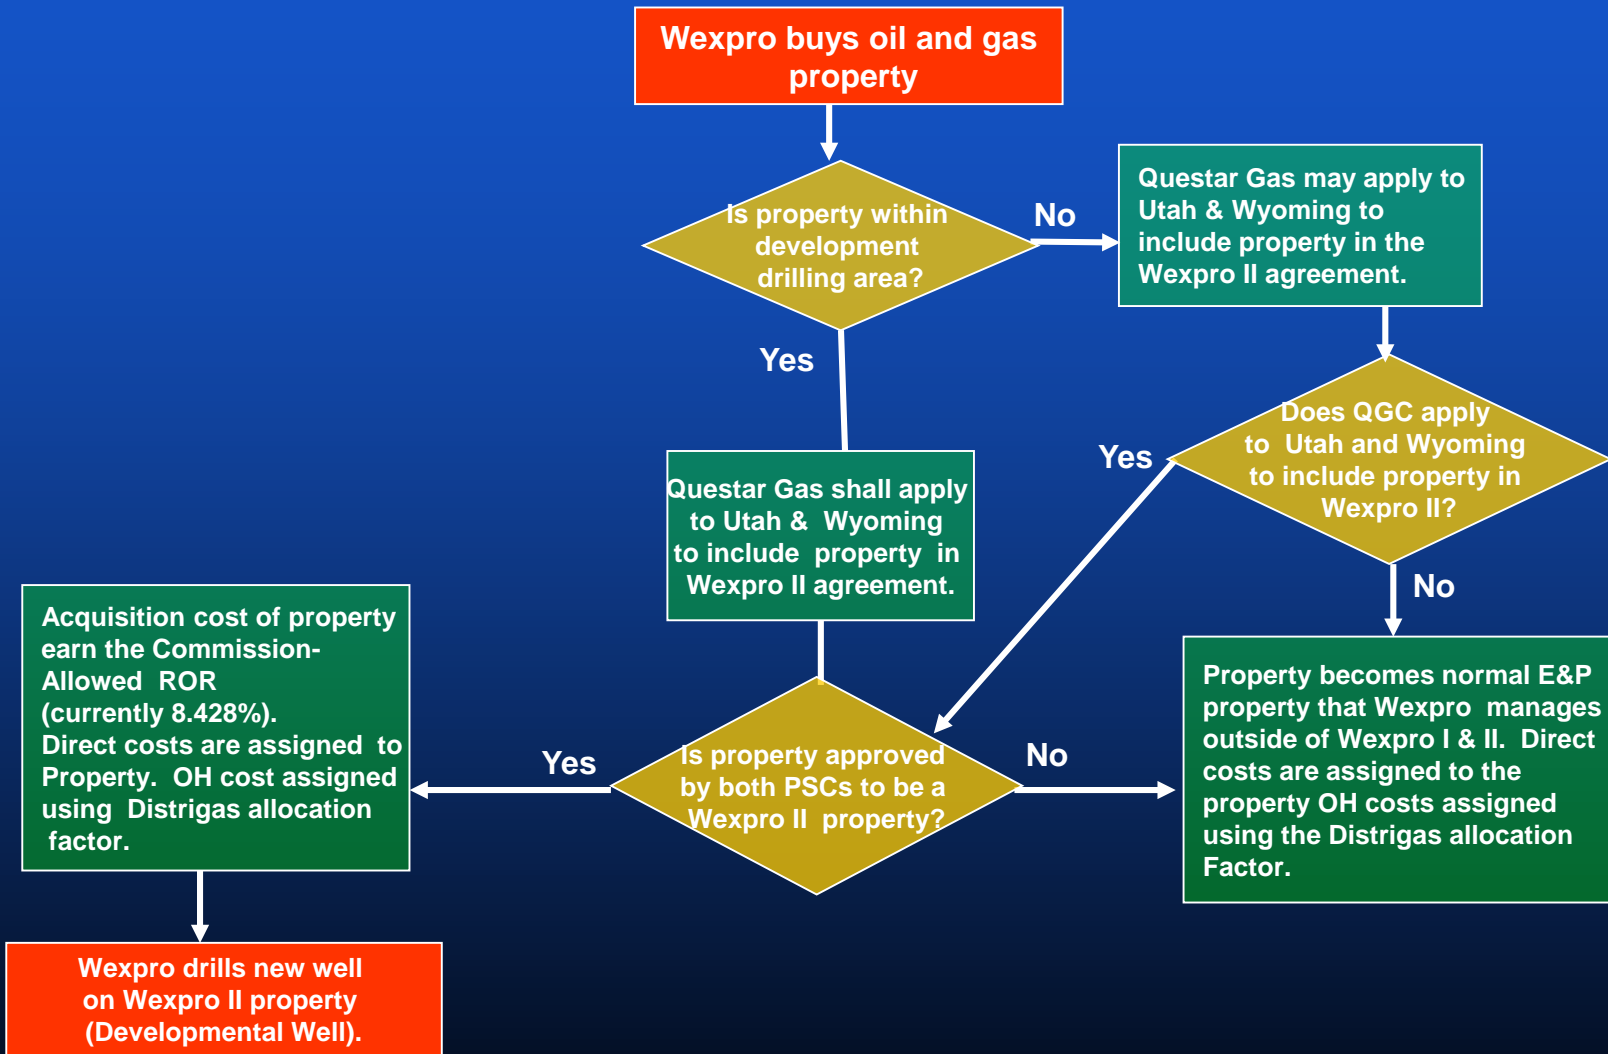 Wexpro buys oil and gas
property
Is property within
development
drilling area?
No
Questar Gas may apply to
Utah & Wyoming to
include property in the
Wexpro II agreement.
Yes
Does QGC apply
to Utah and Wyoming
to include property in
Wexpro II?
Yes
No
Questar Gas shall apply
to Utah & Wyoming
to include property in
Wexpro II agreement.
Acquisition cost of property
earn the Commission-
Allowed ROR
(currently 8.428%).
Direct costs are assigned to
Property. OH cost assigned
using Distrigas allocation
factor.
Yes
Is property approved
by both PSCs to be a
Wexpro II property?
No
Property becomes normal E&P
property that Wexpro manages
outside of Wexpro I & II. Direct
costs are assigned to the
property OH costs assigned
using the Distrigas allocation
Factor.
Wexpro drills new well
on Wexpro II property
(Developmental Well).